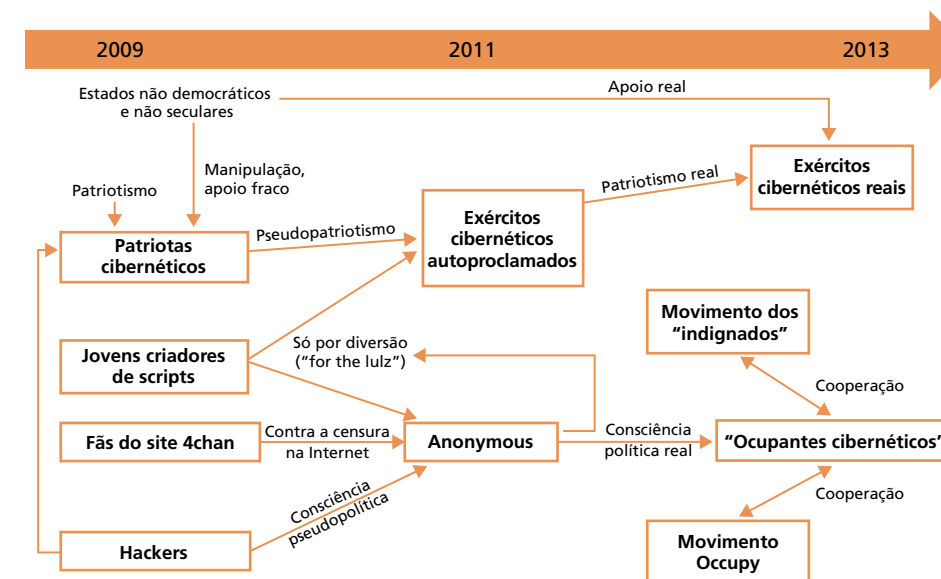 2009
2011
2013
Estados não democráticos
e não seculares
Apoio real
Manipulação,
apoio fraco
Patriotismo
Patriotas
cibernéticos
Pseudopatriotismo
Exércitos
cibernéticos
autoproclamados
Patriotismo real
Exércitos
cibernéticos reais
Jovens criadores
de scripts
Só por diversão
(“for the lulz”)
Movimento dos
“indignados”
Cooperação
Fãs do site 4chan
Contra a censura
na Internet
Anonymous
Consciência
política real
“Ocupantes cibernéticos”
Cooperação
Consciência
pseudopolítica
Hackers
Movimento
Occupy